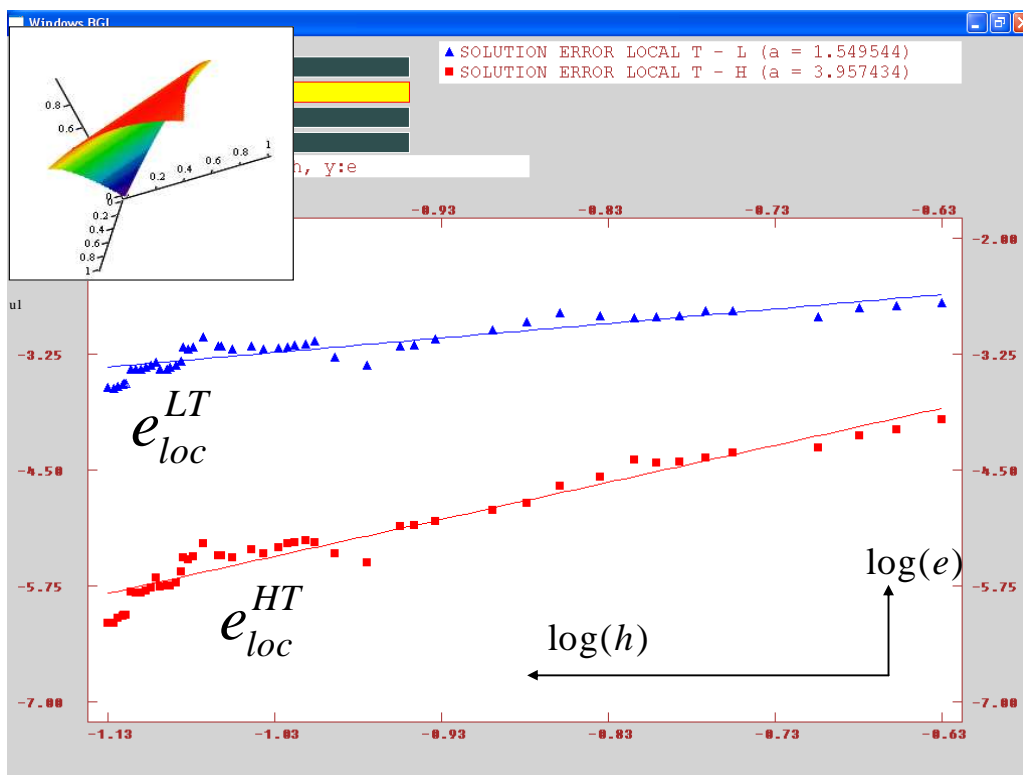 Windows BGI
SOLUTION ERROR LOCAL T - L (a = 1.549544)
SOLUTION ERROR LOCAL T - H (a = 3.957434)
0.8
0.6
1
0.8
0.6
0.4
0.2
0
0
0.2
0.4
0.6
0.8
1
, y:e
-0.93 -0.83 -0.73 -0.63
-2.00
ul
-3.25 -3.25
e_{loc}^{LT}
-4.50 -4.50
-5.75 -5.75
log(e)
e_{loc}^{HT}
log(h)
-7.00 -7.00
-1.13 -1.03 -0.93 -0.83 -0.73 -0.63